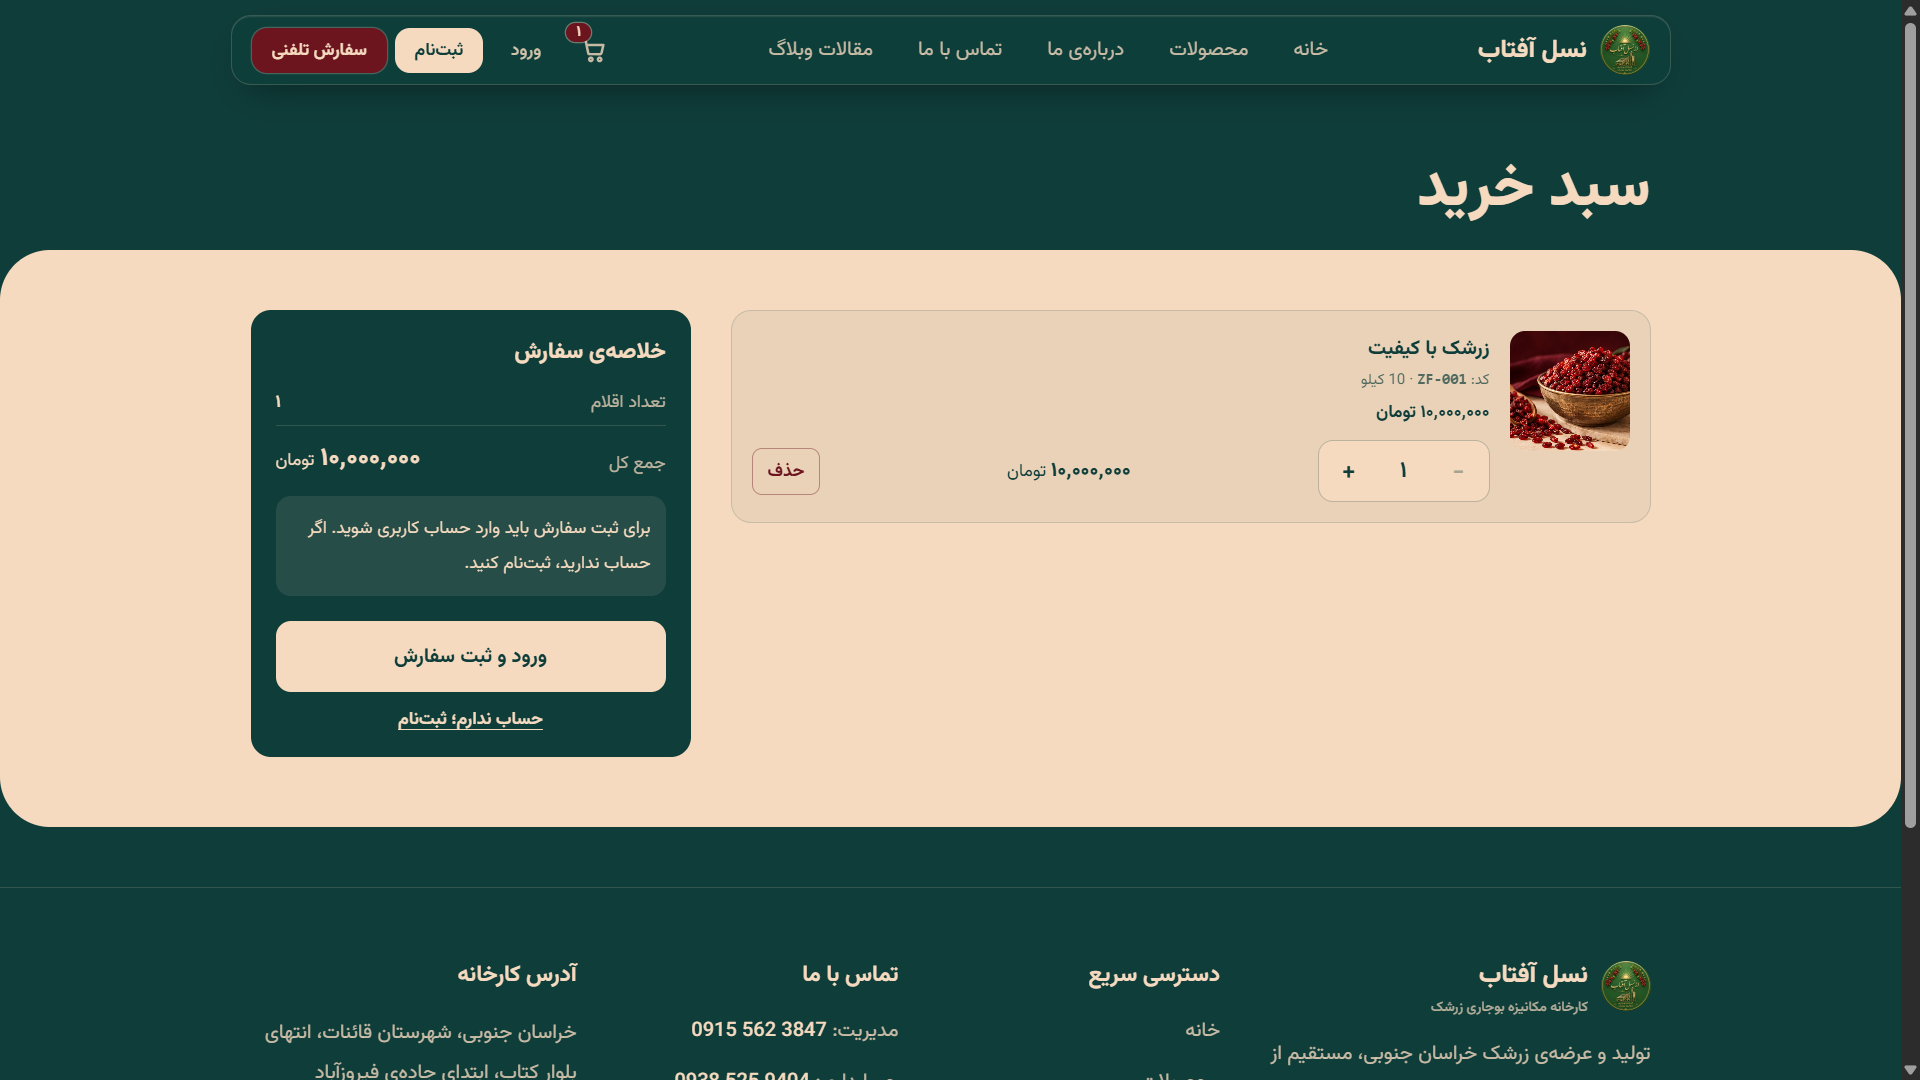 نسل آفتاب
خانه
محصولات
درباره‌ی ما
تماس با ما
مقالات وبلاگ
۱
ورود
ثبت‌نام
سفارش تلفنی
سبد خرید
زرشک با کیفیت
کد: ZF-001 · 10 کیلو
۱۰,۰۰۰,۰۰۰ تومان
− ۱ +
۱۰,۰۰۰,۰۰۰ تومان
حذف
خلاصه‌ی سفارش
تعداد اقلام ۱
جمع کل ۱۰,۰۰۰,۰۰۰ تومان
برای ثبت سفارش باید وارد حساب کاربری شوید. اگر
حساب ندارید، ثبت‌نام کنید.
ورود و ثبت سفارش
حساب ندارم؛ ثبت‌نام
نسل آفتاب
کارخانه مکانیزه بوجاری زرشک
تولید و عرضه‌ی زرشک خراسان جنوبی، مستقیم از
دسترسی سریع
خانه
تماس با ما
مدیریت: 0915 562 3847
0938 525 9404
آدرس کارخانه
خراسان جنوبی، شهرستان قائنات، انتهای
بلوار کتاب، ابتدای جاده‌ی فیروزآباد